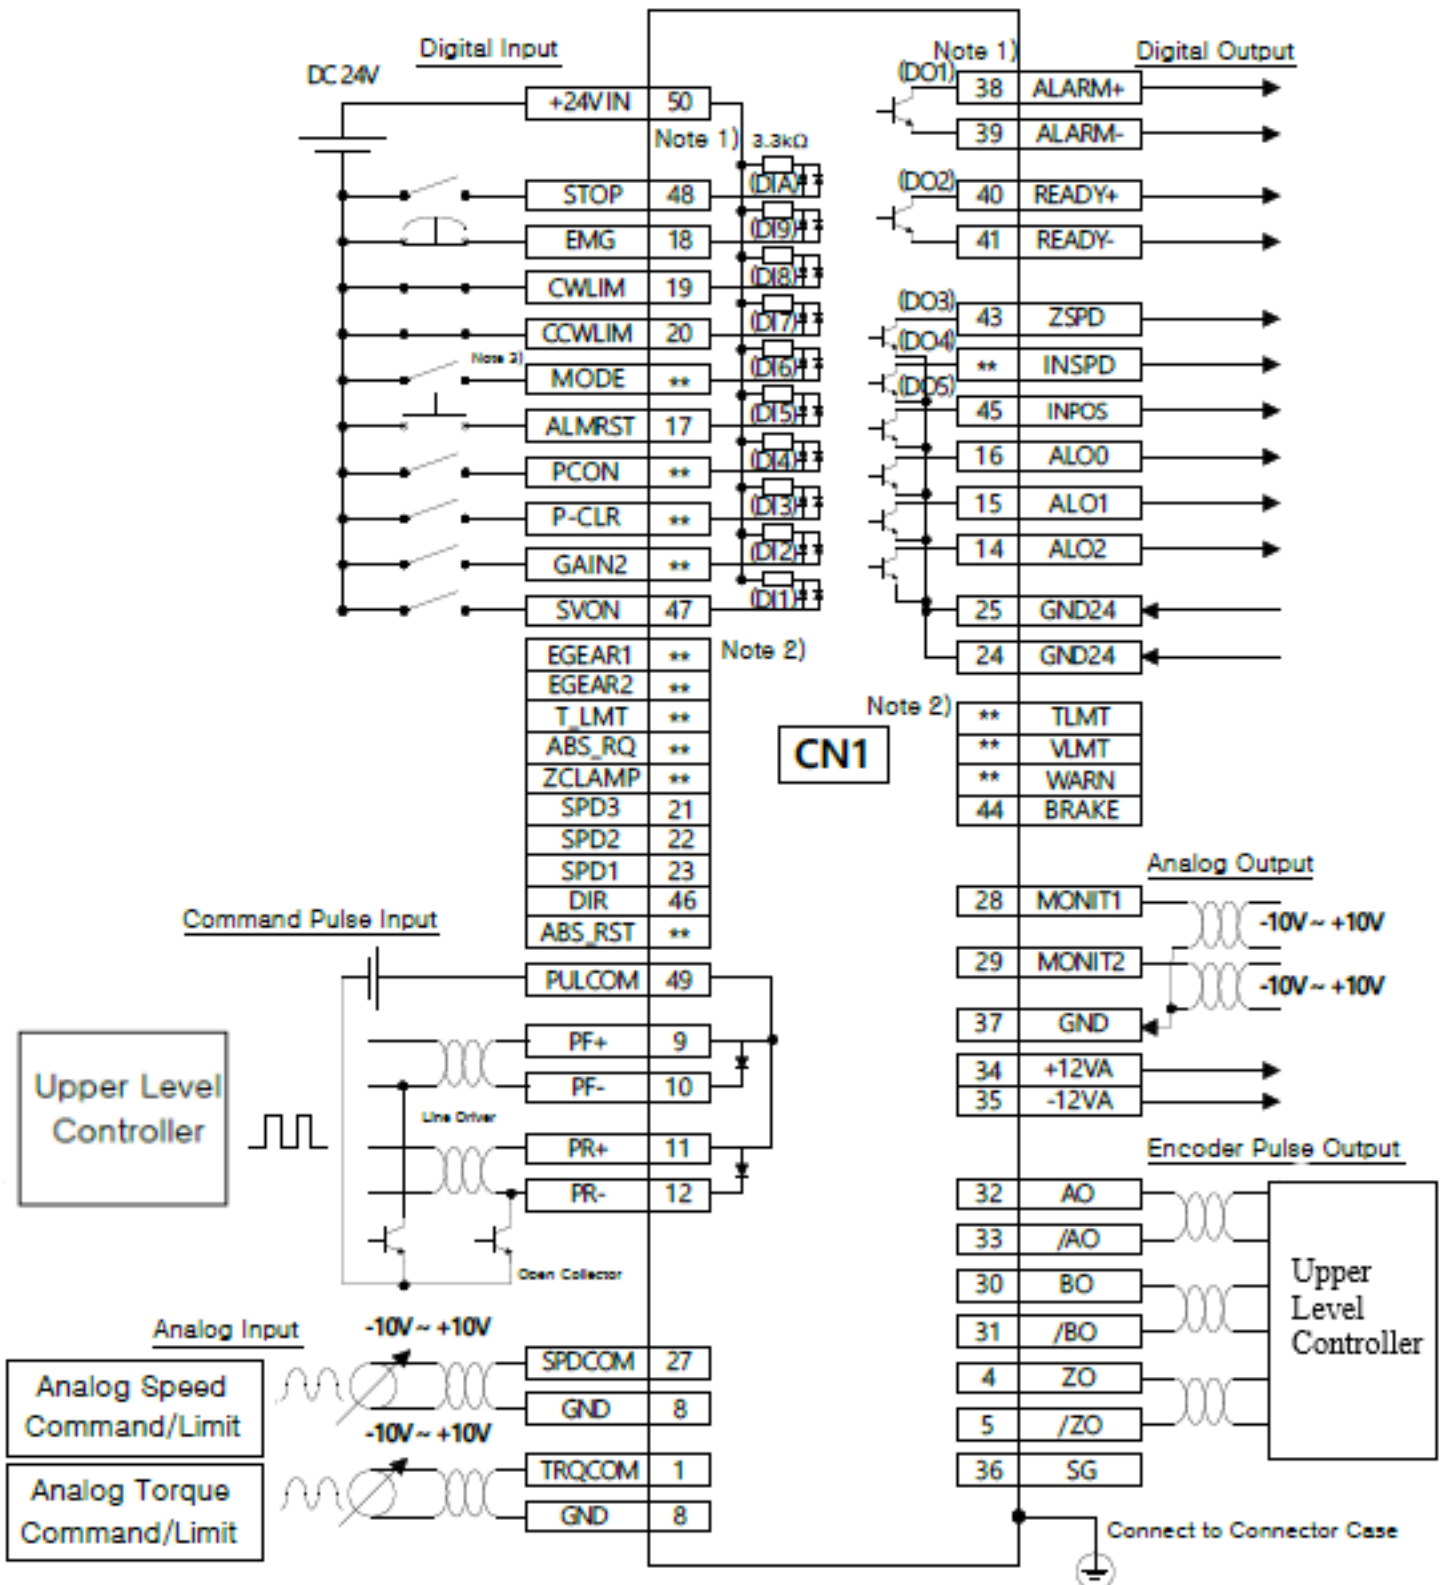 Digital Input
DC 24V
+24VIN 50
Note 1) 3.3kΩ
STOP 48 (DIA)
EMG 18 (DI9)
CWLIM 19 (DI8)
CCWLIM 20 (DI7)
Note 3)
MODE ** (DI6)
ALMRST 17 (DI5)
PCON ** (DI4)
P-CLR ** (DI3)
GAIN2 ** (DI2)
SVON 47 (DI1)
EGEAR1 ** Note 2)
EGEAR2 **
T_LMT **
ABS_RQ **
ZCLAMP **
SPD3 21
SPD2 22
SPD1 23
DIR 46
ABS_RST **
Command Pulse Input
PULCOM 49
PF+ 9
PF- 10
Line Driver
PR+ 11
PR- 12
Open Collector
Upper Level
Controller
Analog Input
-10V ~ +10V
SPDCOM 27
GND 8
Analog Speed
Command/Limit
-10V ~ +10V
TRQCOM 1
GND 8
Analog Torque
Command/Limit
CN1
Note 1) Digital Output
(DO1) 38 ALARM+
39 ALARM-
(DO2) 40 READY+
41 READY-
(DO3) 43 ZSPD
(DO4) ** INSPD
(DO5) 45 INPOS
16 ALO0
15 ALO1
14 ALO2
25 GND24
24 GND24
Note 2) ** TLMT
** VLMT
** WARN
44 BRAKE
Analog Output
28 MONIT1 -10V ~ +10V
29 MONIT2 -10V ~ +10V
37 GND
34 +12VA
35 -12VA
Encoder Pulse Output
32 AO
33 /AO
30 BO
31 /BO
4 ZO
5 /ZO
36 SG
Upper
Level
Controller
Connect to Connector Case